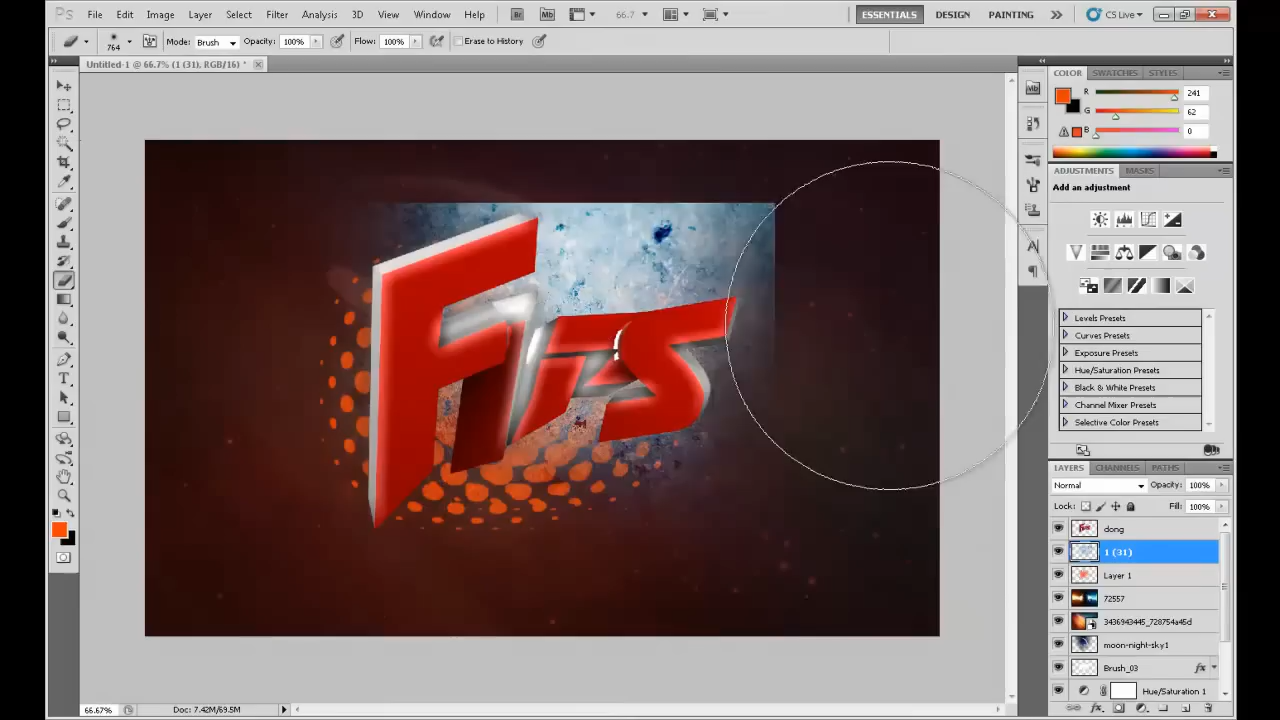 Ps File Edit Image Layer Select Filter Analysis 3D View Window Help Br Mb 66.7 ESSENTIALS DESIGN PAINTING CS Live
764 Mode: Brush Opacity: 100% Flow: 100% Erase to History
Untitled-1 @ 66.7% (1 (31), RGB/16) *
COLOR SWATCHES STYLES
R 241
G 62
B 0
ADJUSTMENTS MASKS
Add an adjustment
Levels Presets
Curves Presets
Exposure Presets
Hue/Saturation Presets
Black & White Presets
Channel Mixer Presets
Selective Color Presets
LAYERS CHANNELS PATHS
Normal Opacity: 100%
Lock: Fill: 100%
dong
1 (31)
Layer 1
72557
3436943445_728754a45d
moon-night-sky1
Brush_03 fx
Hue/Saturation 1
66.67% Doc: 7.42M/69.5M